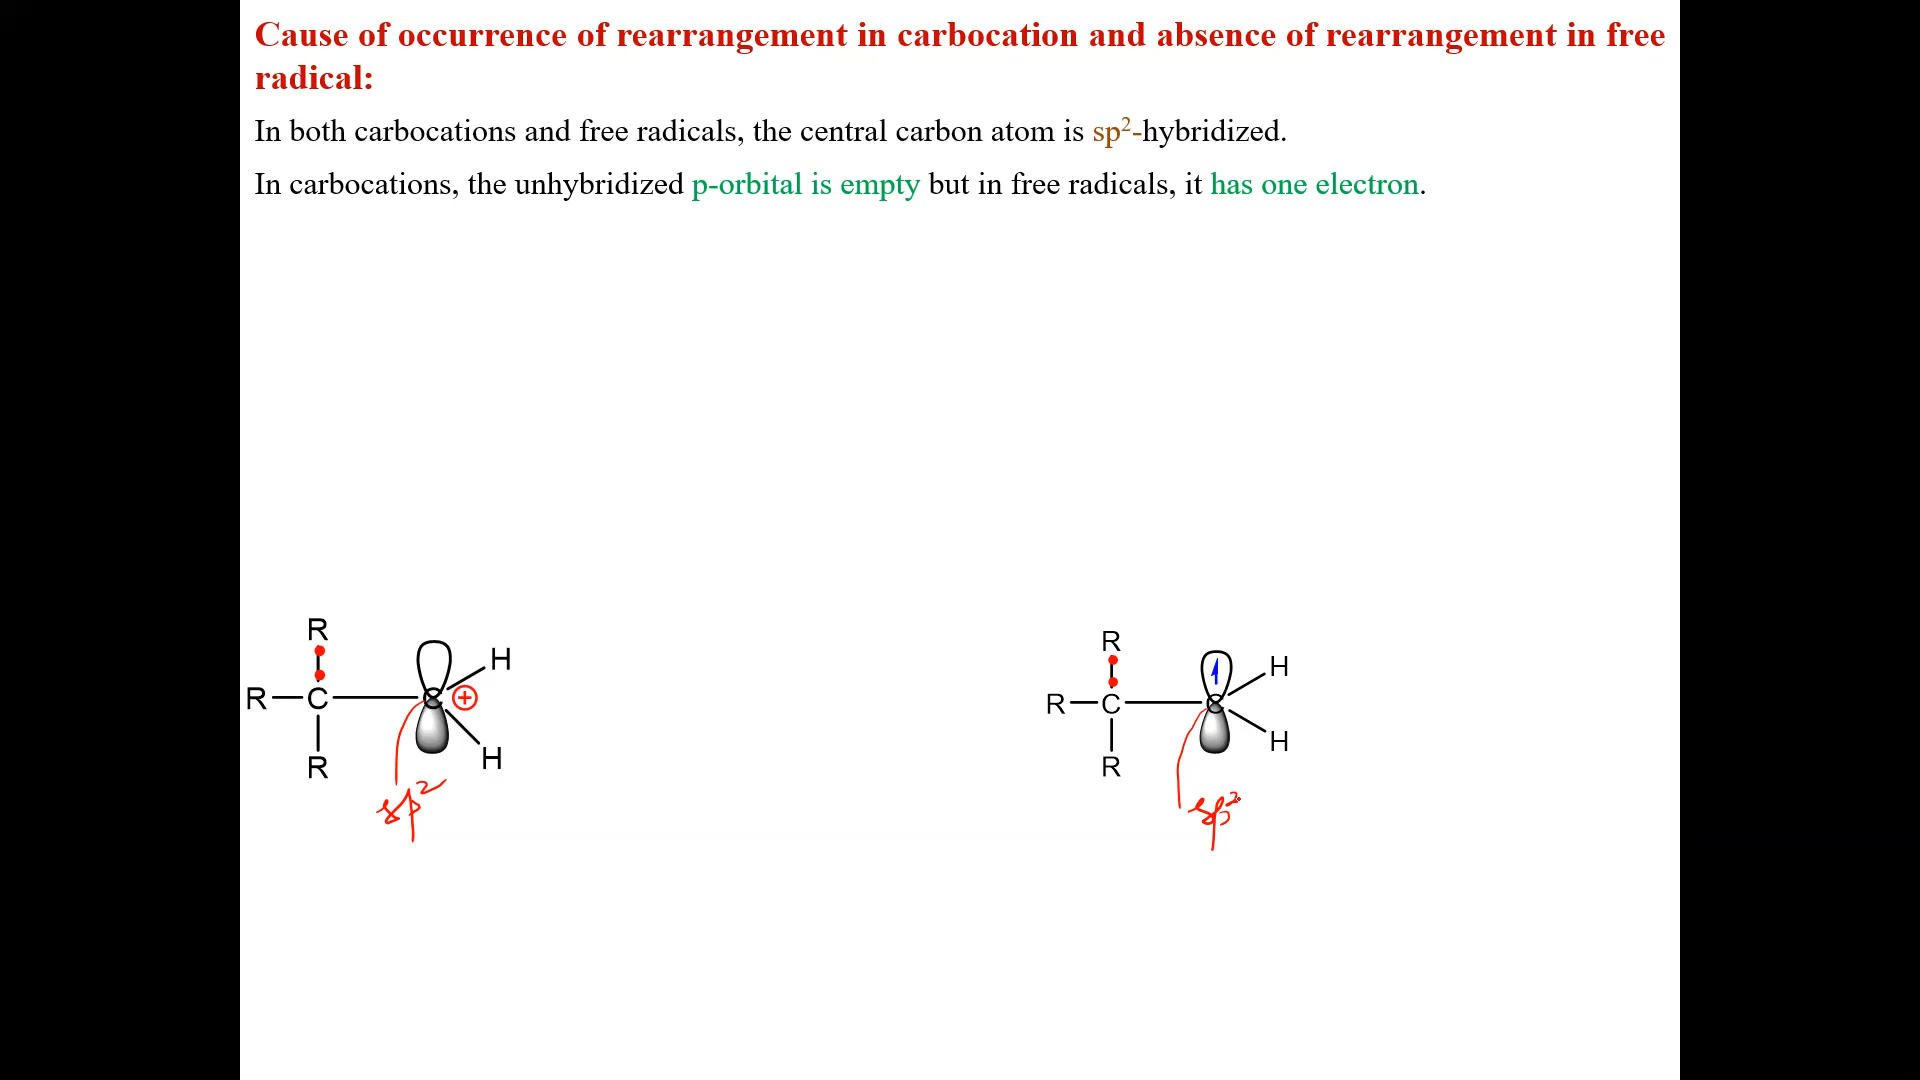 Cause of occurrence of rearrangement in carbocation and absence of rearrangement in free
radical:
In both carbocations and free radicals, the central carbon atom is sp²-hybridized.
In carbocations, the unhybridized p-orbital is empty but in free radicals, it has one electron.
R
H
R C C +
H
R
sp²
R
H
R C C
H
R
sp²